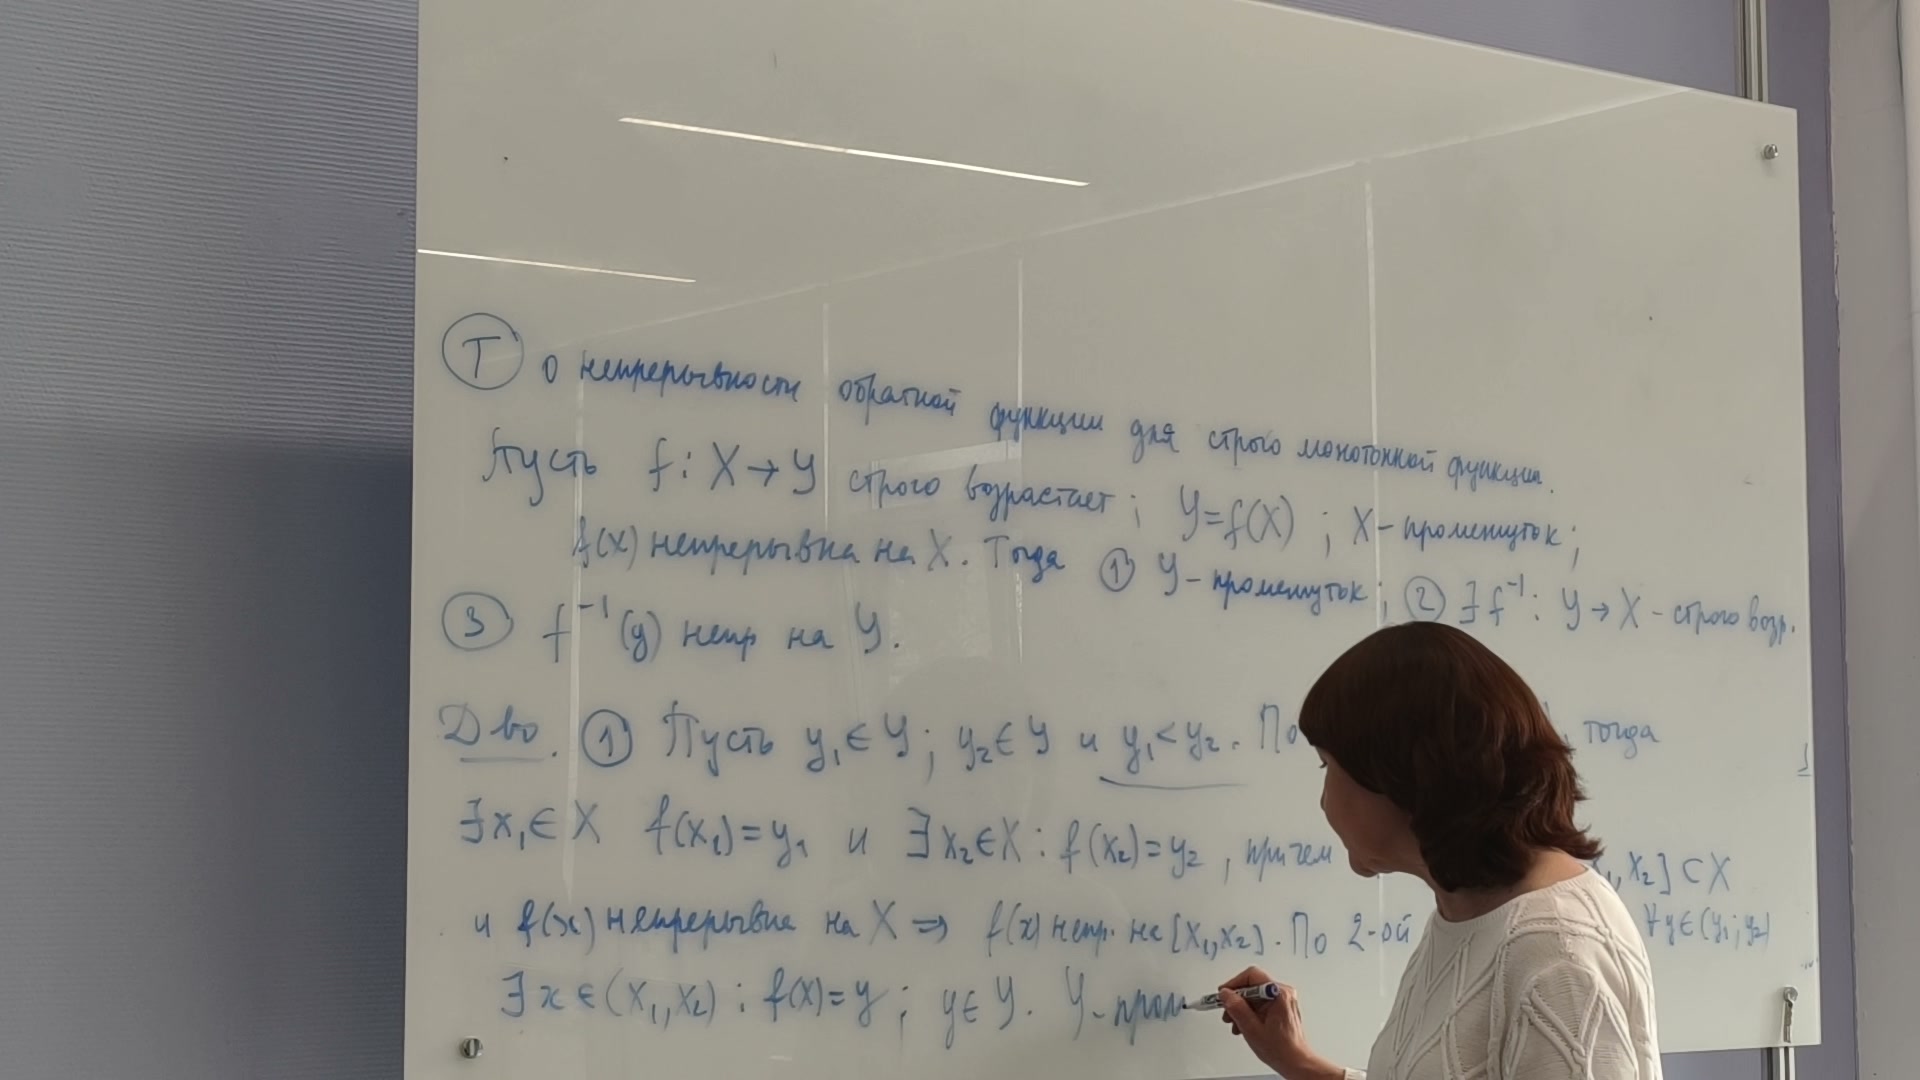 Т о непрерывности обратной функции для строго монотонной функции.
Пусть f: X → Y строго возрастает; Y=f(X); X - промежуток;
f(x) непрерывна на X. Тогда ① Y - промежуток; ② ∃ f⁻¹: Y → X - строго возр.
③ f⁻¹(y) непр на Y.
Д-во. ① Пусть y₁ ∈ Y; y₂ ∈ Y и y₁ < y₂. По тогда
∃ x₁ ∈ X f(x₁) = y₁ и ∃ x₂ ∈ X : f(x₂) = y₂, причем x₂] ⊂ X
и f(x) непрерывна на X ⇒ f(x) непр. на [x₁, x₂]. По 2-ой ∀ y ∈ (y₁; y₂)
∃ x ∈ (x₁, x₂) : f(x) = y ; y ∈ Y. Y - пром